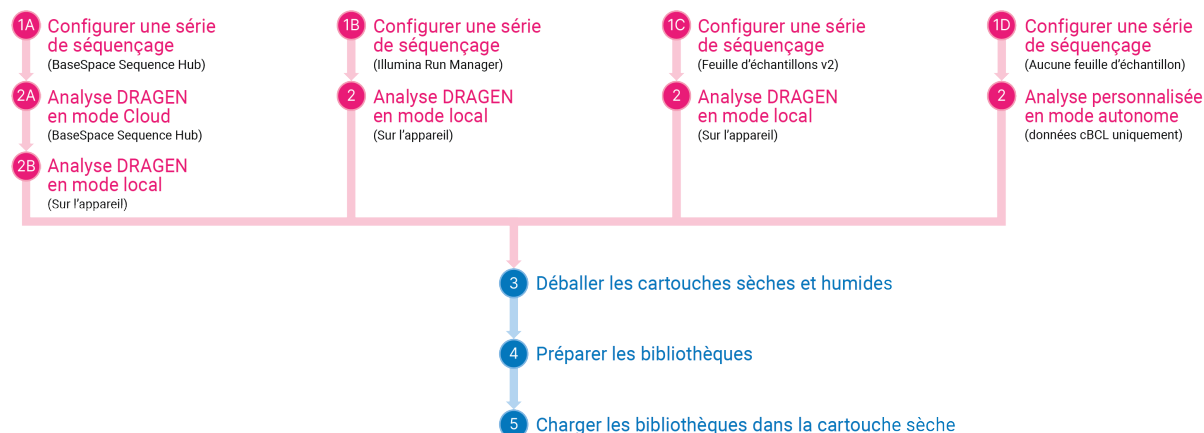 1A Configurer une série
de séquençage
(BaseSpace Sequence Hub)
2A Analyse DRAGEN
en mode Cloud
(BaseSpace Sequence Hub)
2B Analyse DRAGEN
en mode local
(Sur l'appareil)
1B Configurer une série
de séquençage
(Illumina Run Manager)
2 Analyse DRAGEN
en mode local
(Sur l'appareil)
1C Configurer une série
de séquençage
(Feuille d'échantillons v2)
2 Analyse DRAGEN
en mode local
(Sur l'appareil)
1D Configurer une série
de séquençage
(Aucune feuille d'échantillon)
2 Analyse personnalisée
en mode autonome
(données cBCL uniquement)
3 Déballer les cartouches sèches et humides
4 Préparer les bibliothèques
5 Charger les bibliothèques dans la cartouche sèche